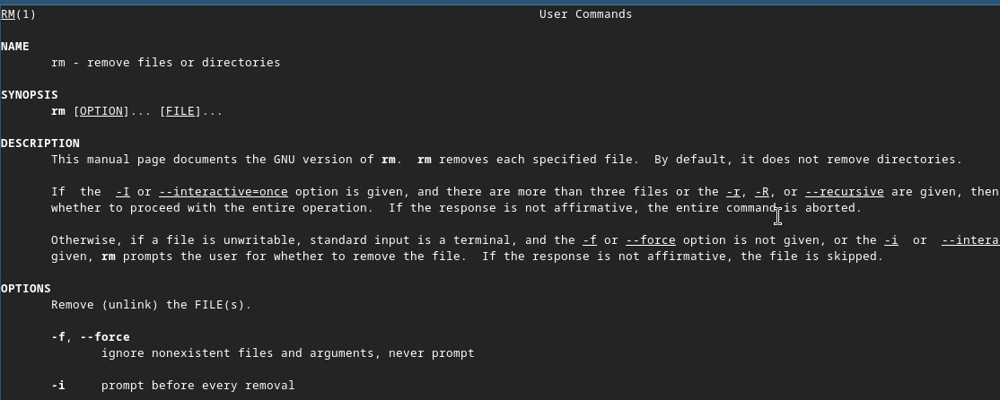 RM(1) User Commands
NAME
rm - remove files or directories
SYNOPSIS
rm [OPTION]... [FILE]...
DESCRIPTION
This manual page documents the GNU version of rm. rm removes each specified file. By default, it does not remove directories.
If the -I or --interactive=once option is given, and there are more than three files or the -r, -R, or --recursive are given, then
whether to proceed with the entire operation. If the response is not affirmative, the entire command is aborted.
Otherwise, if a file is unwritable, standard input is a terminal, and the -f or --force option is not given, or the -i or --intera
given, rm prompts the user for whether to remove the file. If the response is not affirmative, the file is skipped.
OPTIONS
Remove (unlink) the FILE(s).
-f, --force
ignore nonexistent files and arguments, never prompt
-i prompt before every removal